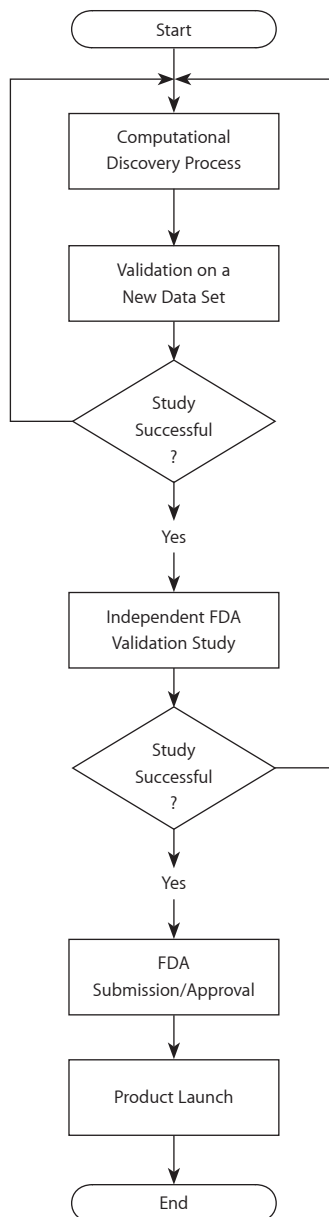 Start
Computational
Discovery Process
Validation on a
New Data Set
Study
Successful
?
Yes
Independent FDA
Validation Study
Study
Successful
?
Yes
FDA
Submission/Approval
Product Launch
End